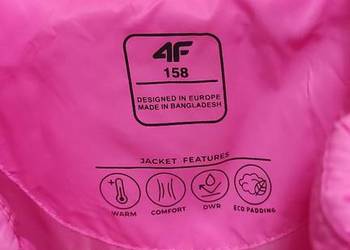 4F
158
DESIGNED IN EUROPE
MADE IN BANGLADESH
JACKET FEATURES
WARM COMFORT DWR ECO PADDING